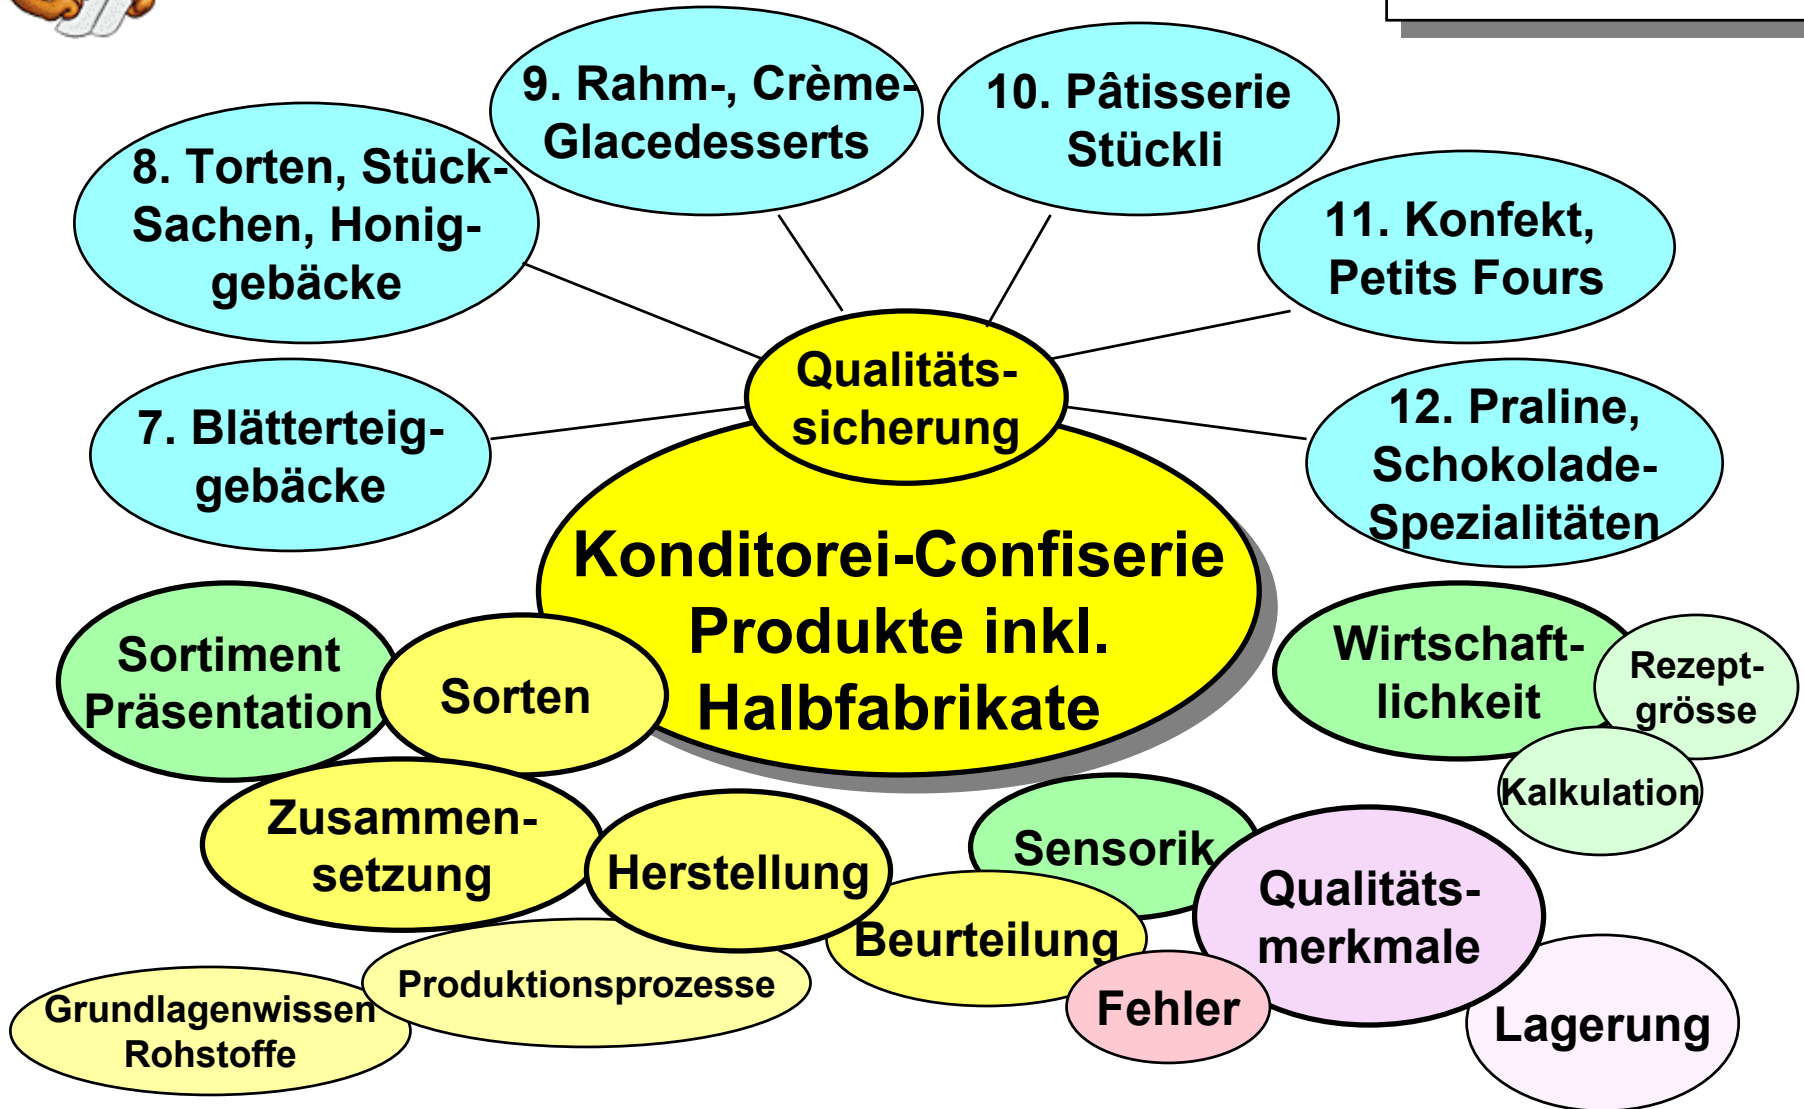 9. Rahm-, Crème-
Glacedesserts
10. Pâtisserie
Stückli
8. Torten, Stück-
Sachen, Honig-
gebäcke
11. Konfekt,
Petits Fours
7. Blätterteig-
gebäcke
Qualitäts-
sicherung
12. Praline,
Schokolade-
Spezialitäten
Konditorei-Confiserie
Produkte inkl.
Halbfabrikate
Sortiment
Präsentation
Sorten
Wirtschaft-
lichkeit
Rezept-
grösse
Kalkulation
Zusammen-
setzung
Herstellung
Sensorik
Qualitäts-
merkmale
Beurteilung
Produktionsprozesse
Grundlagenwissen
Rohstoffe
Fehler
Lagerung